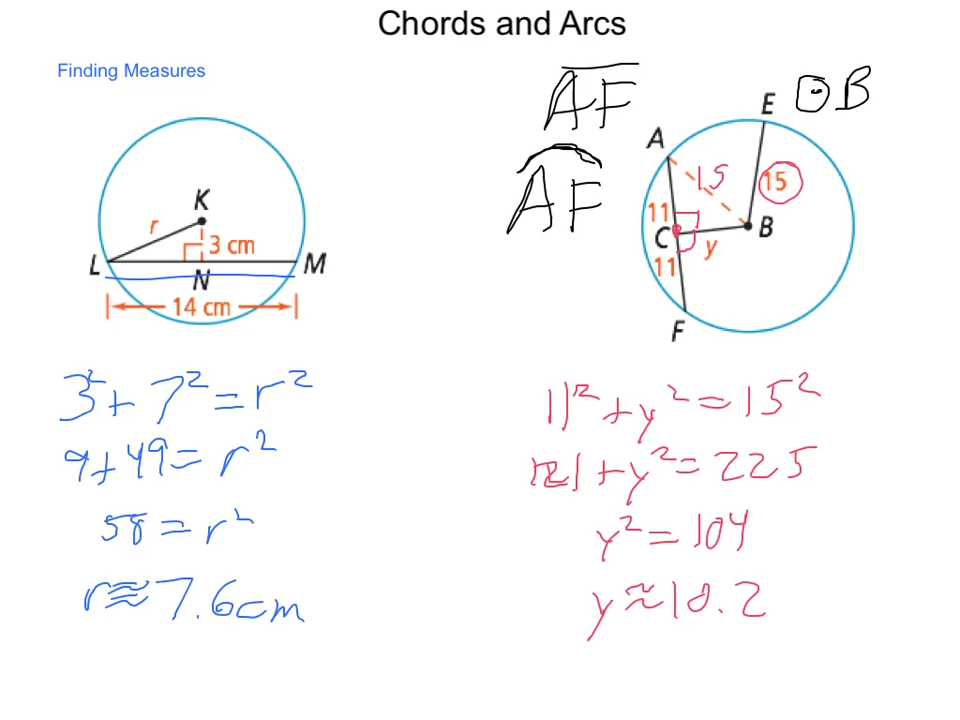 Chords and Arcs
Finding Measures
K
r
3 cm
L
N
M
14 cm
3² + 7² = r²
9 + 49 = r²
58 = r²
r ≈ 7.6cm
AF
AF
⊙B
E
A
15
15
11
C
B
y
11
F
11² + y² = 15²
121 + y² = 225
y² = 104
y ≈ 10.2